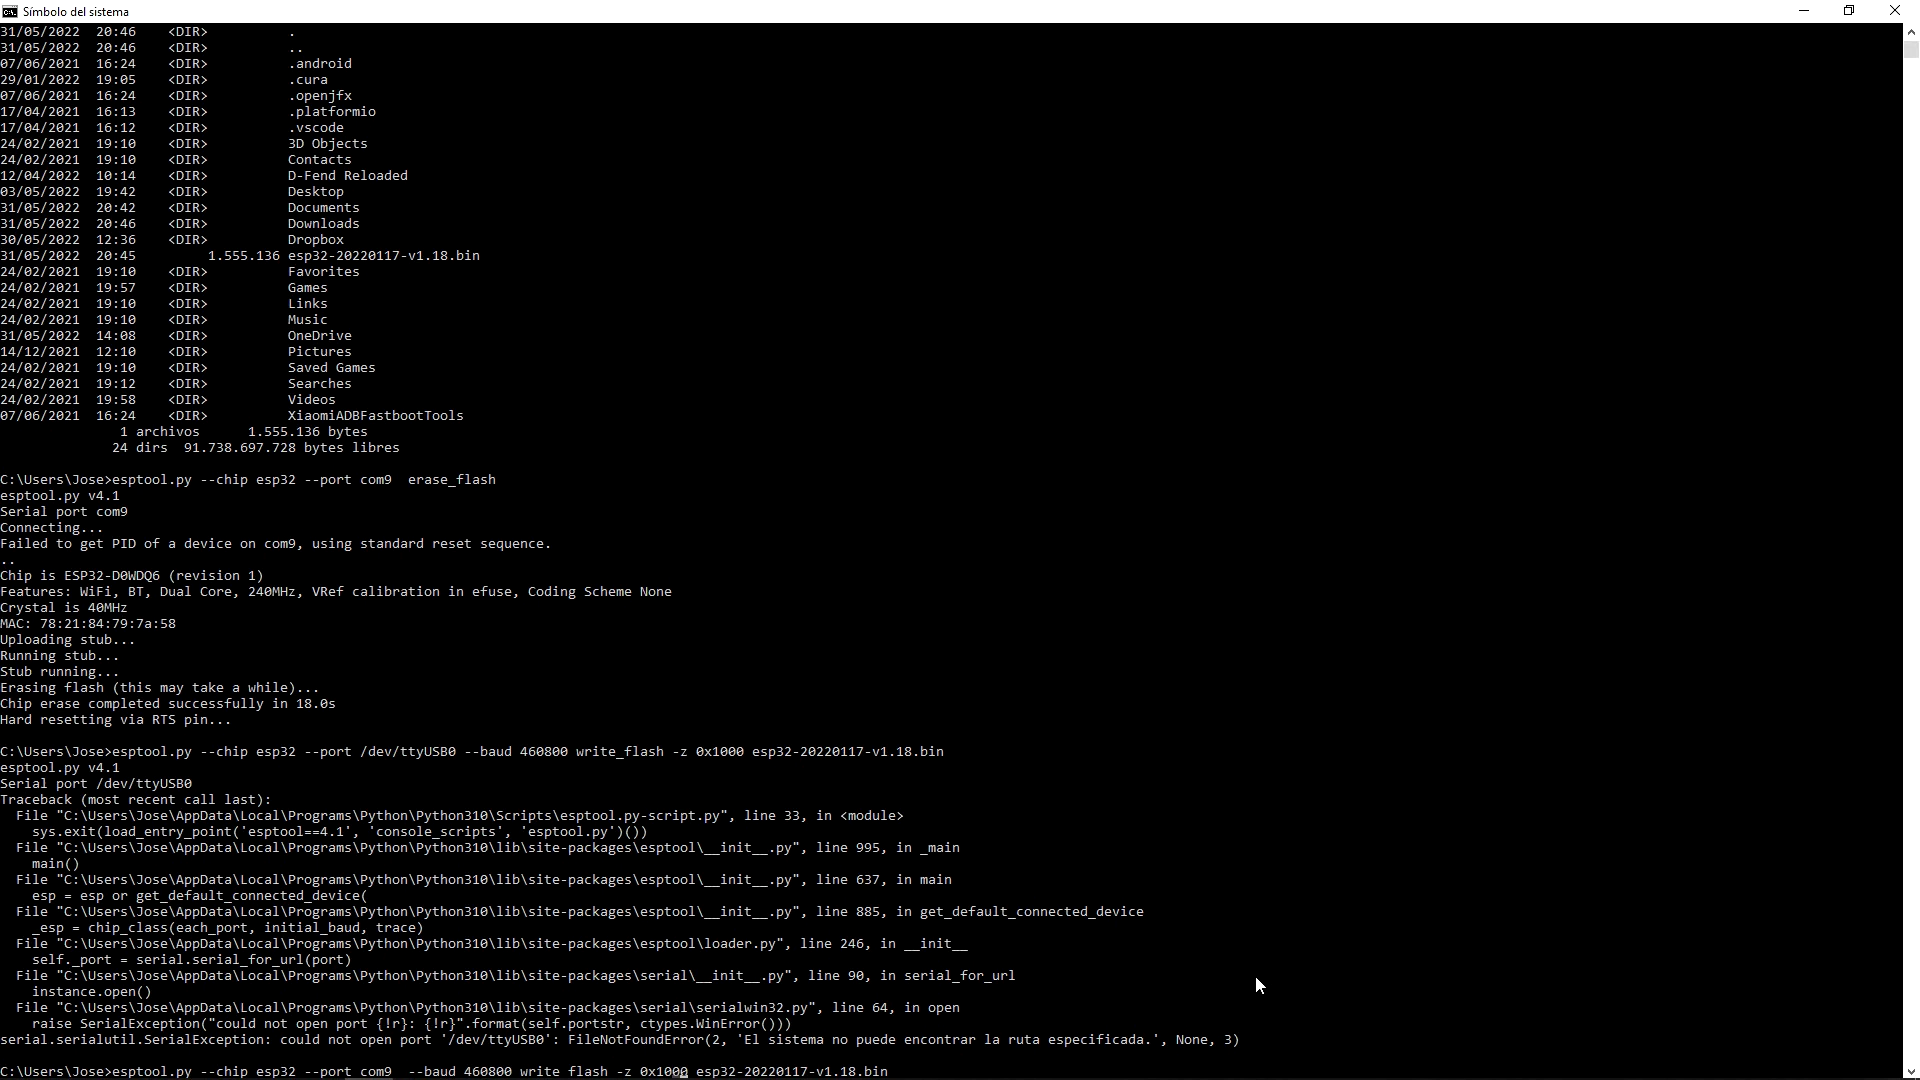 Símbolo del sistema
31/05/2022  20:46    <DIR>          .
31/05/2022  20:46    <DIR>          ..
07/06/2021  16:24    <DIR>          .android
29/01/2022  19:05    <DIR>          .cura
07/06/2021  16:24    <DIR>          .openjfx
17/04/2021  16:13    <DIR>          .platformio
17/04/2021  16:12    <DIR>          .vscode
24/02/2021  19:10    <DIR>          3D Objects
24/02/2021  19:10    <DIR>          Contacts
12/04/2022  10:14    <DIR>          D-Fend Reloaded
03/05/2022  19:42    <DIR>          Desktop
31/05/2022  20:42    <DIR>          Documents
31/05/2022  20:46    <DIR>          Downloads
30/05/2022  12:36    <DIR>          Dropbox
31/05/2022  20:45         1.555.136 esp32-20220117-v1.18.bin
24/02/2021  19:10    <DIR>          Favorites
24/02/2021  19:57    <DIR>          Games
24/02/2021  19:10    <DIR>          Links
24/02/2021  19:10    <DIR>          Music
31/05/2022  14:08    <DIR>          OneDrive
14/12/2021  12:10    <DIR>          Pictures
24/02/2021  19:10    <DIR>          Saved Games
24/02/2021  19:12    <DIR>          Searches
24/02/2021  19:58    <DIR>          Videos
07/06/2021  16:24    <DIR>          XiaomiADBFastbootTools
               1 archivos      1.555.136 bytes
              24 dirs  91.738.697.728 bytes libres
C:\Users\Jose>esptool.py --chip esp32 --port com9  erase_flash
esptool.py v4.1
Serial port com9
Connecting...
Failed to get PID of a device on com9, using standard reset sequence.
..
Chip is ESP32-D0WDQ6 (revision 1)
Features: WiFi, BT, Dual Core, 240MHz, VRef calibration in efuse, Coding Scheme None
Crystal is 40MHz
MAC: 78:21:84:79:7a:58
Uploading stub...
Running stub...
Stub running...
Erasing flash (this may take a while)...
Chip erase completed successfully in 18.0s
Hard resetting via RTS pin...
C:\Users\Jose>esptool.py --chip esp32 --port /dev/ttyUSB0 --baud 460800 write_flash -z 0x1000 esp32-20220117-v1.18.bin
esptool.py v4.1
Serial port /dev/ttyUSB0
Traceback (most recent call last):
  File "C:\Users\Jose\AppData\Local\Programs\Python\Python310\Scripts\esptool.py-script.py", line 33, in <module>
    sys.exit(load_entry_point('esptool==4.1', 'console_scripts', 'esptool.py')())
  File "C:\Users\Jose\AppData\Local\Programs\Python\Python310\lib\site-packages\esptool\__init__.py", line 995, in _main
    main()
  File "C:\Users\Jose\AppData\Local\Programs\Python\Python310\lib\site-packages\esptool\__init__.py", line 637, in main
    esp = esp or get_default_connected_device(
  File "C:\Users\Jose\AppData\Local\Programs\Python\Python310\lib\site-packages\esptool\__init__.py", line 885, in get_default_connected_device
    _esp = chip_class(each_port, initial_baud, trace)
  File "C:\Users\Jose\AppData\Local\Programs\Python\Python310\lib\site-packages\esptool\loader.py", line 246, in __init__
    self._port = serial.serial_for_url(port)
  File "C:\Users\Jose\AppData\Local\Programs\Python\Python310\lib\site-packages\serial\__init__.py", line 90, in serial_for_url
    instance.open()
  File "C:\Users\Jose\AppData\Local\Programs\Python\Python310\lib\site-packages\serial\serialwin32.py", line 64, in open
    raise SerialException("could not open port {!r}: {!r}".format(self.portstr, ctypes.WinError()))
serial.serialutil.SerialException: could not open port '/dev/ttyUSB0': FileNotFoundError(2, 'El sistema no puede encontrar la ruta especificada.', None, 3)
C:\Users\Jose>esptool.py --chip esp32 --port com9  --baud 460800 write_flash -z 0x1000 esp32-20220117-v1.18.bin